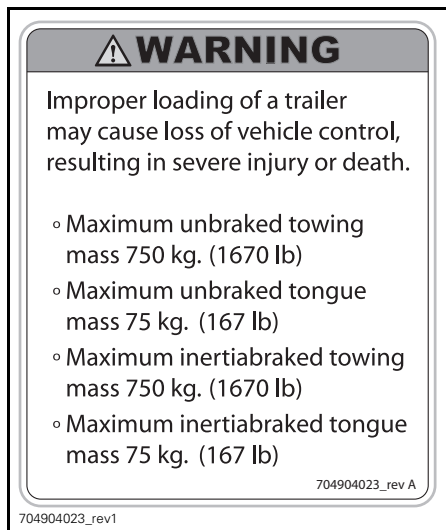 WARNING
Improper loading of a trailer
may cause loss of vehicle control,
resulting in severe injury or death.
◦ Maximum unbraked towing
mass 750 kg. (1670 lb)
◦ Maximum unbraked tongue
mass 75 kg. (167 lb)
◦ Maximum inertiabraked towing
mass 750 kg. (1670 lb)
◦ Maximum inertiabraked tongue
mass 75 kg. (167 lb)
704904023_rev A
704904023_rev1